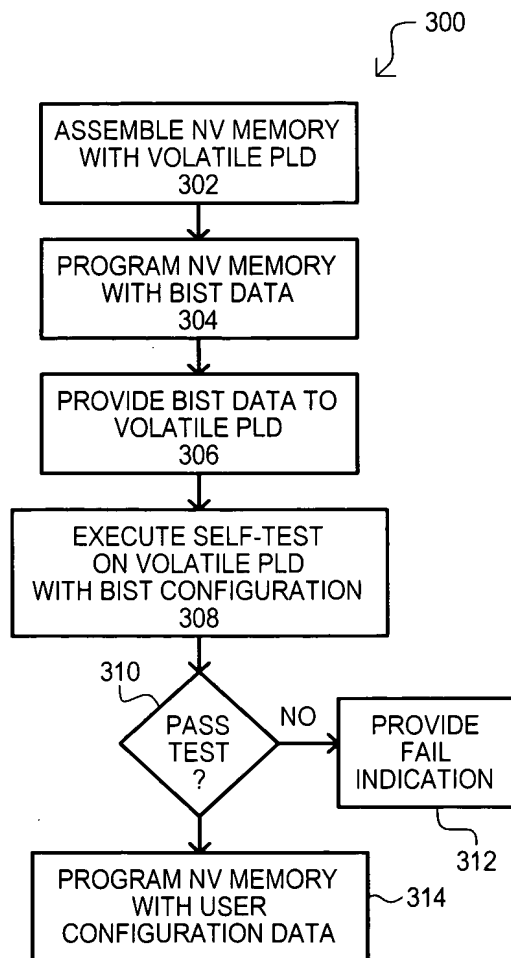 300
ASSEMBLE NV MEMORY
WITH VOLATILE PLD
302
PROGRAM NV MEMORY
WITH BIST DATA
304
PROVIDE BIST DATA TO
VOLATILE PLD
306
EXECUTE SELF-TEST
ON VOLATILE PLD
WITH BIST CONFIGURATION
308
310
PASS
TEST
?
NO
PROVIDE
FAIL
INDICATION
312
PROGRAM NV MEMORY
WITH USER
CONFIGURATION DATA
314